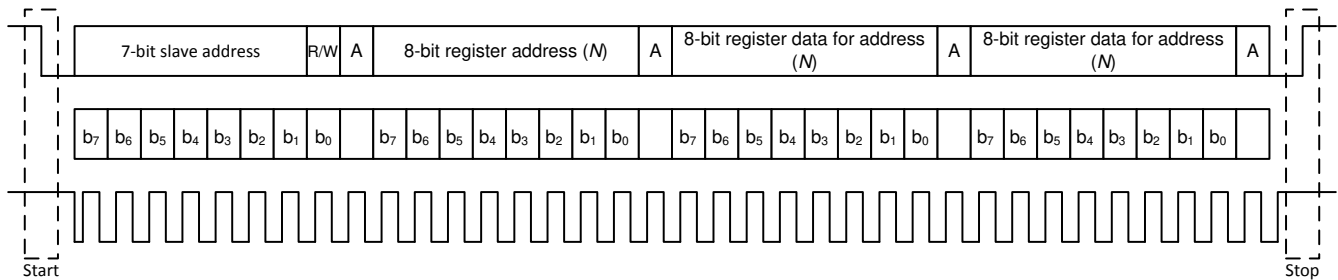 7-bit slave address R/W A 8-bit register address (N) A 8-bit register data for address (N) A 8-bit register data for address (N) A
b7 b6 b5 b4 b3 b2 b1 b0 b7 b6 b5 b4 b3 b2 b1 b0 b7 b6 b5 b4 b3 b2 b1 b0 b7 b6 b5 b4 b3 b2 b1 b0
Start Stop